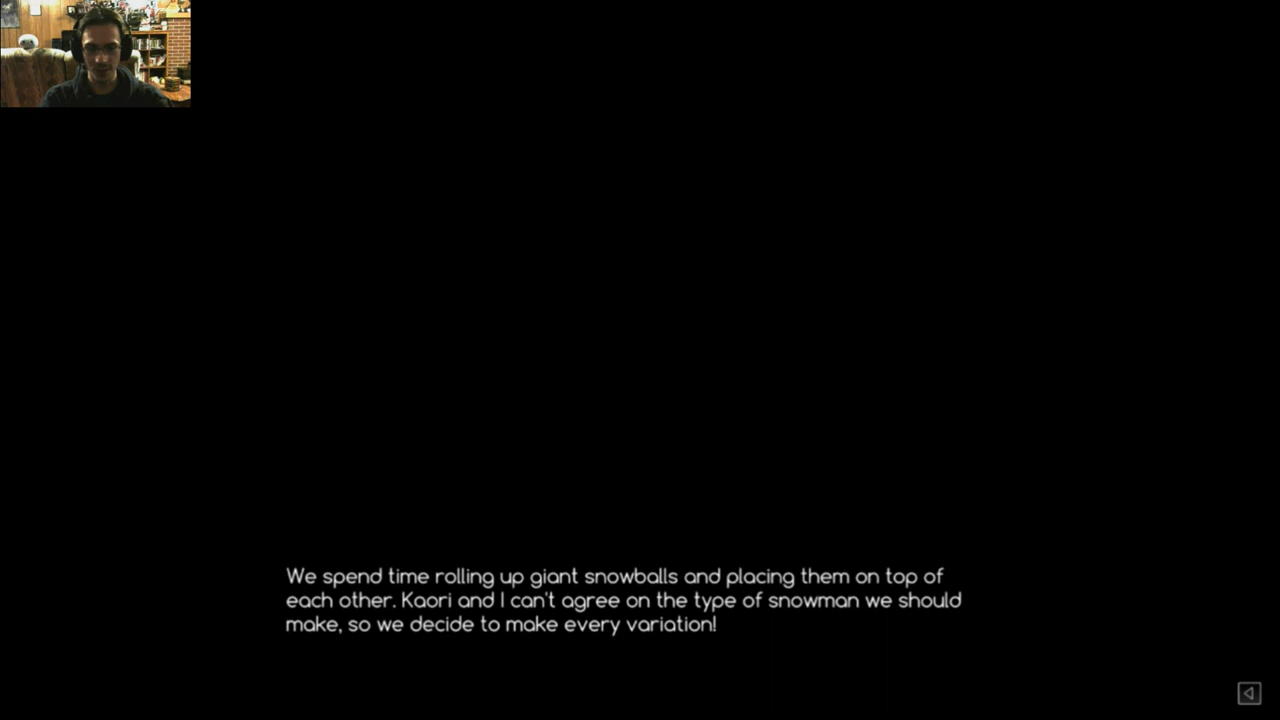 We spend time rolling up giant snowballs and placing them on top of
each other. Kaori and I can't agree on the type of snowman we should
make, so we decide to make every variation!